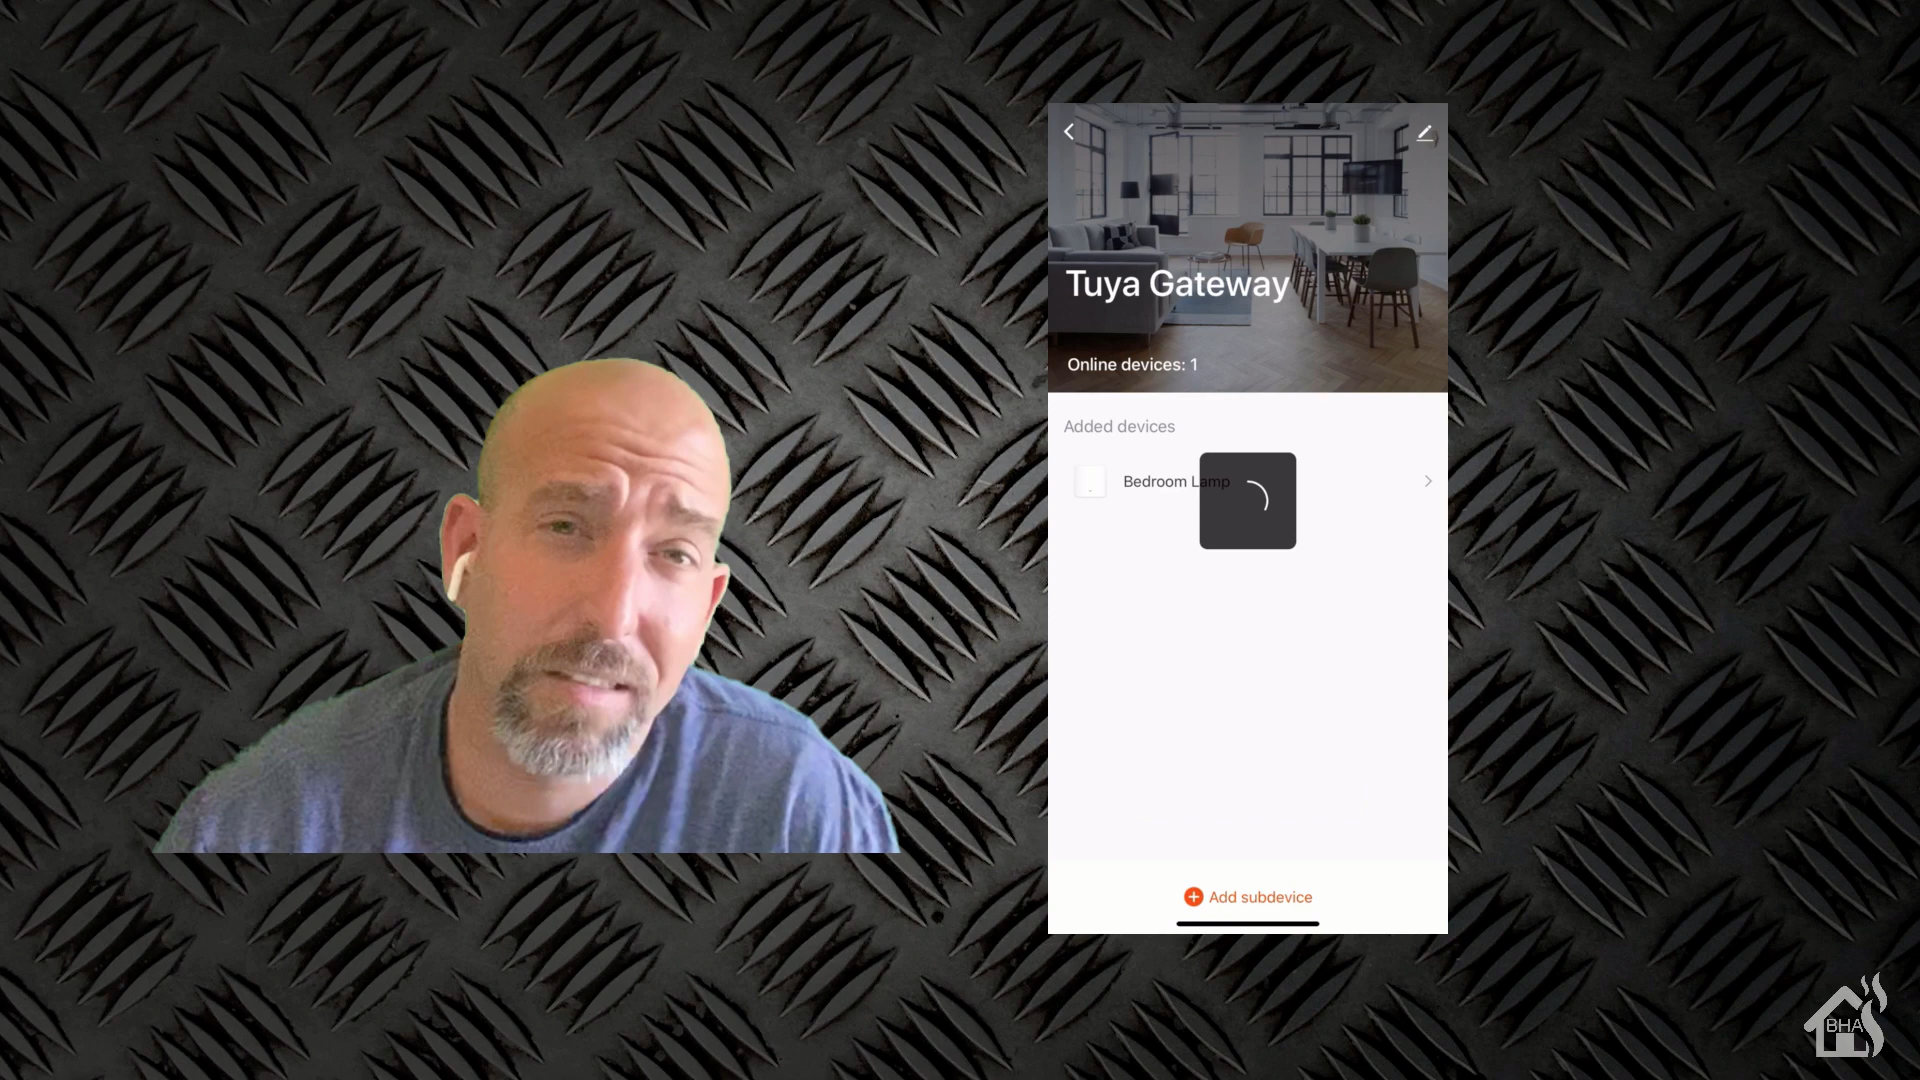 Tuya Gateway
Online devices: 1
Added devices
Bedroom Lamp
Add subdevice
BHA